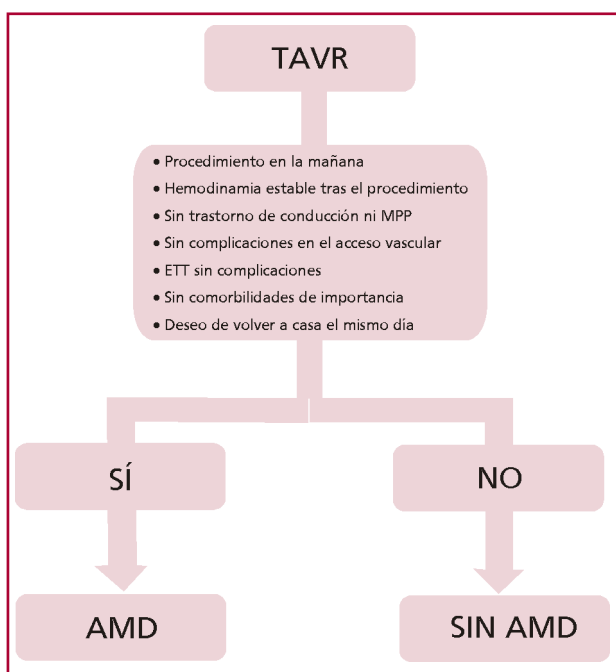 TAVR
• Procedimiento en la mañana
• Hemodinamia estable tras el procedimiento
• Sin trastorno de conducción ni MPP
• Sin complicaciones en el acceso vascular
• ETT sin complicaciones
• Sin comorbilidades de importancia
• Deseo de volver a casa el mismo día
SÍ
NO
AMD
SIN AMD